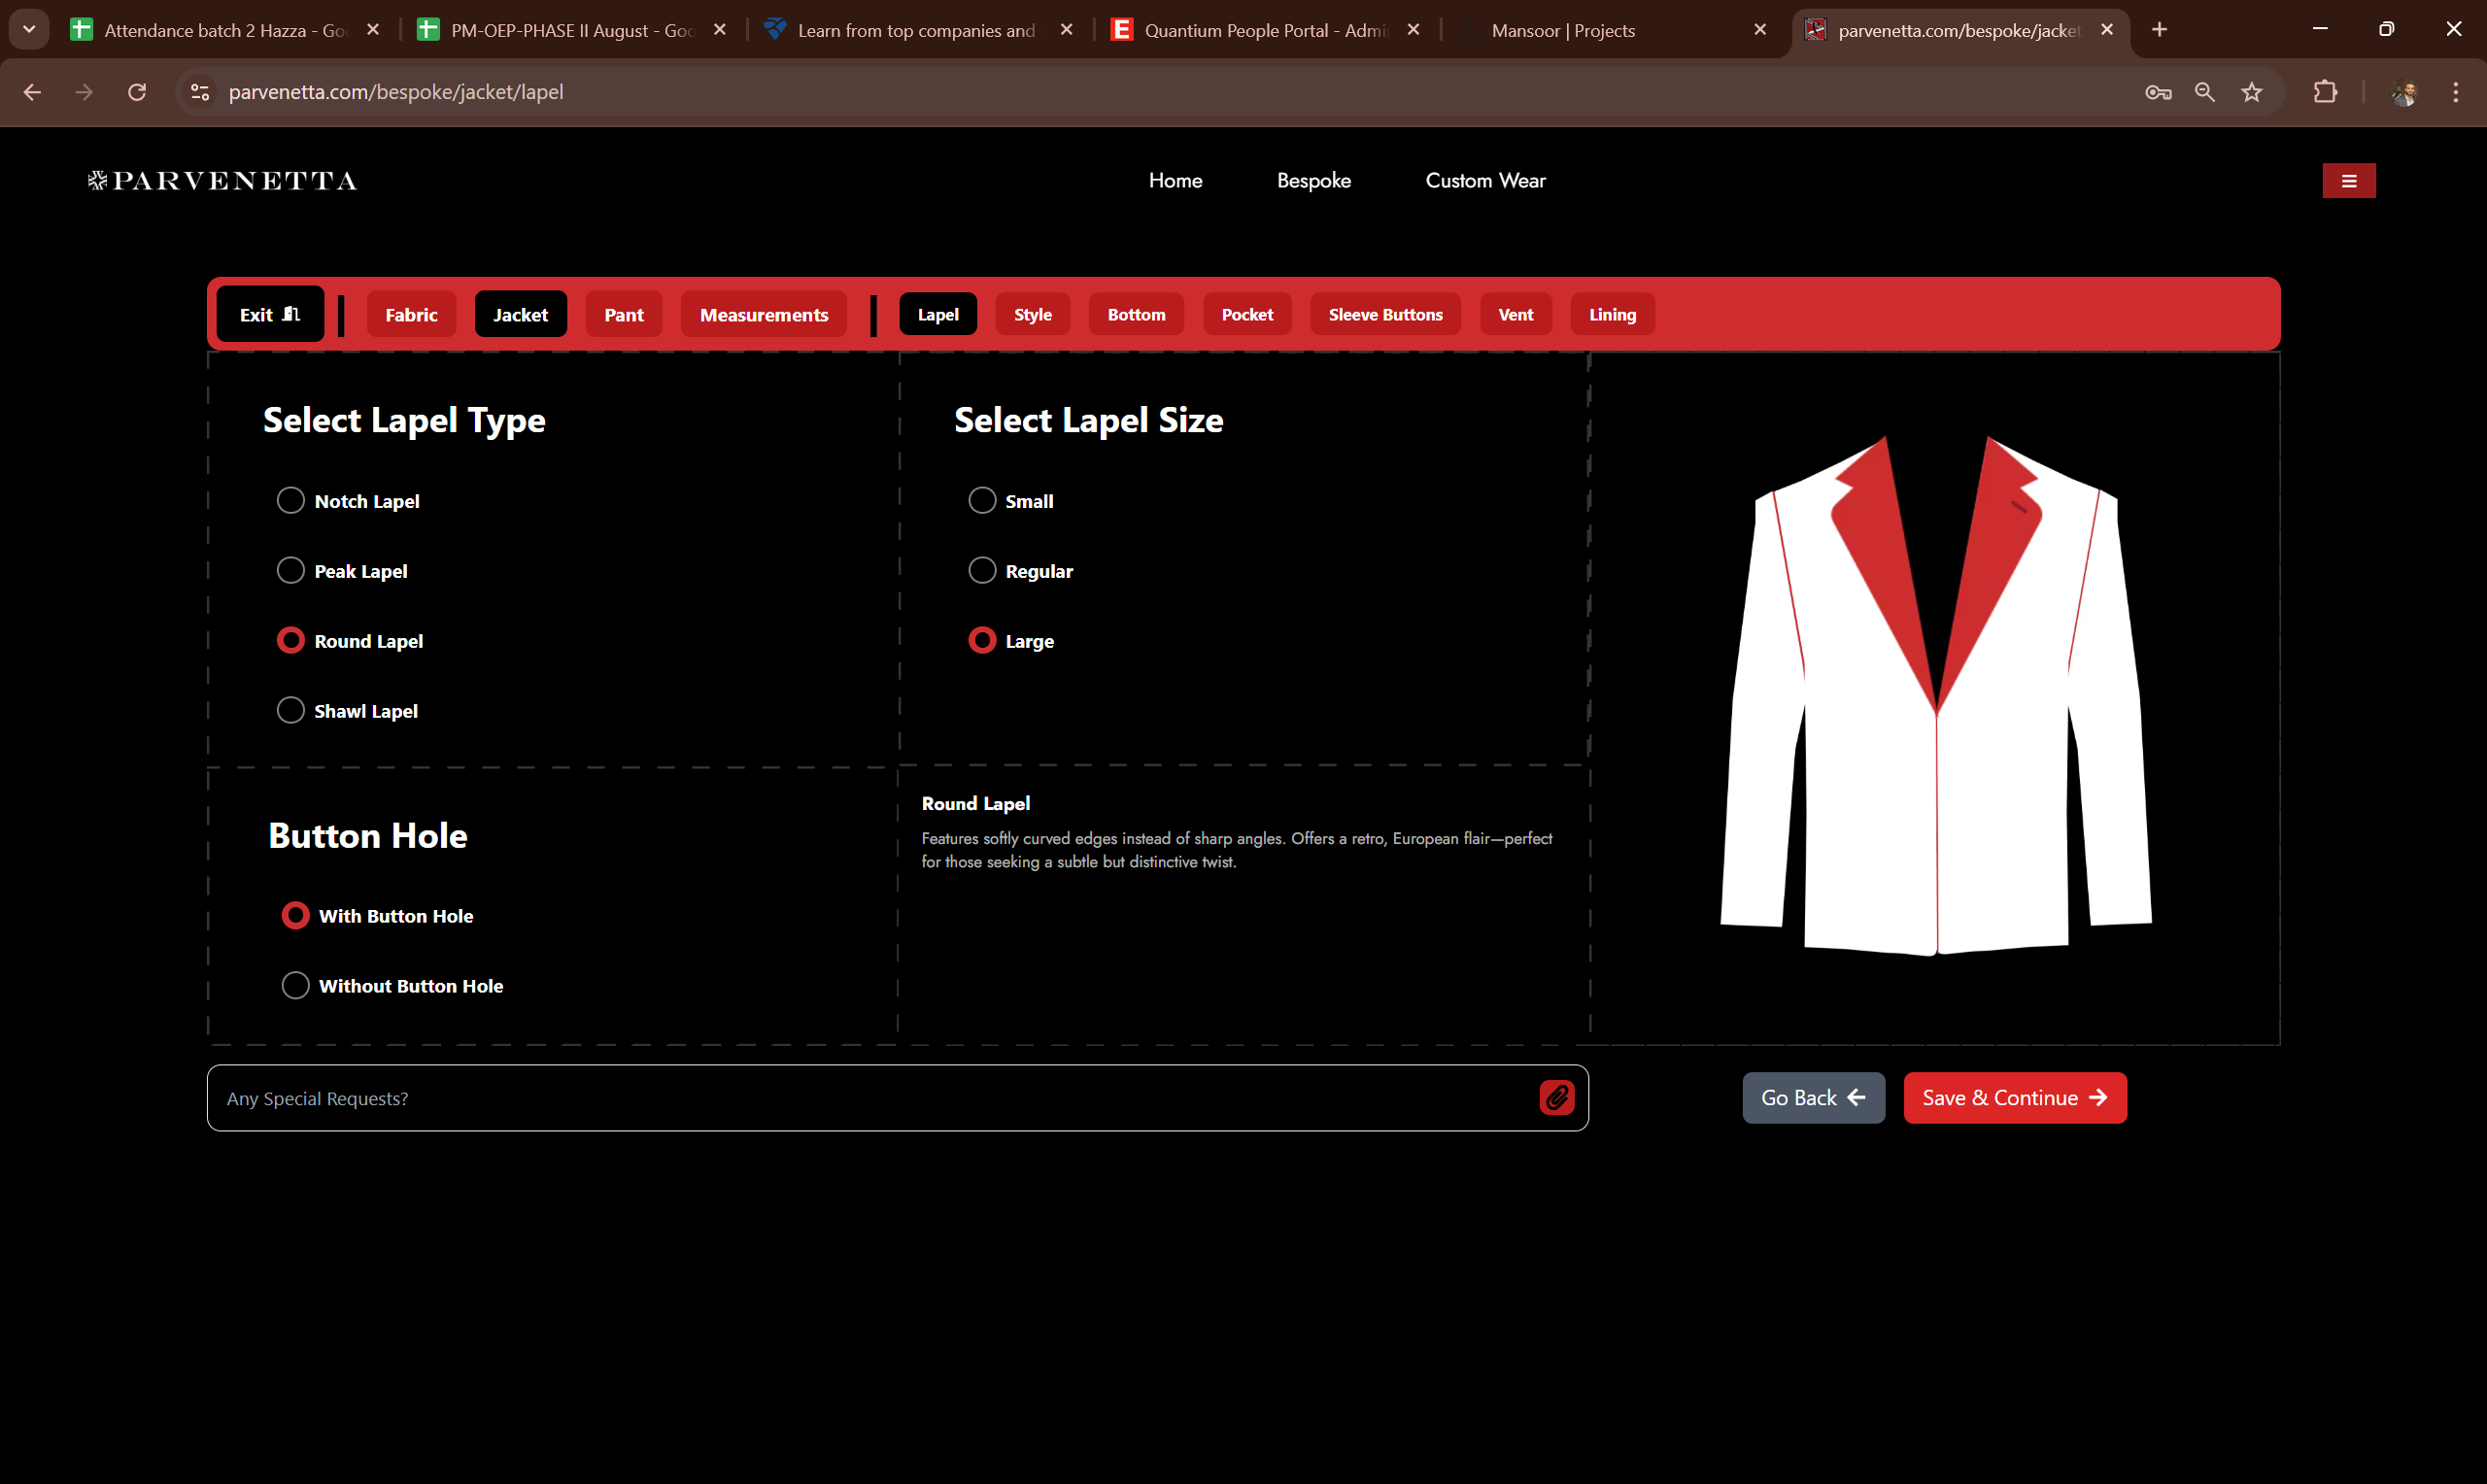 Attendance batch 2 Hazza - Go
PM-OEP-PHASE II August - Goo
Learn from top companies and
Quantium People Portal - Admi
Mansoor | Projects
parvenetta.com/bespoke/jacket
parvenetta.com/bespoke/jacket/lapel
PARVENETTA
Home
Bespoke
Custom Wear
Exit
Fabric
Jacket
Pant
Measurements
Lapel
Style
Bottom
Pocket
Sleeve Buttons
Vent
Lining
Select Lapel Type
Notch Lapel
Peak Lapel
Round Lapel
Shawl Lapel
Select Lapel Size
Small
Regular
Large
Button Hole
With Button Hole
Without Button Hole
Round Lapel
Features softly curved edges instead of sharp angles. Offers a retro, European flair—perfect
for those seeking a subtle but distinctive twist.
Any Special Requests?
Go Back
Save & Continue